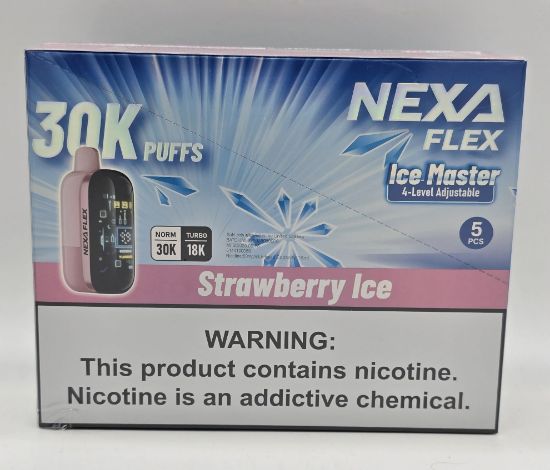 30K PUFFS
NEXA
FLEX
Ice Master
4-Level Adjustable
NEXA FLEX
NORM
30K
TURBO
18K
5
PCS
Strawberry Ice
WARNING:
This product contains nicotine.
Nicotine is an addictive chemical.